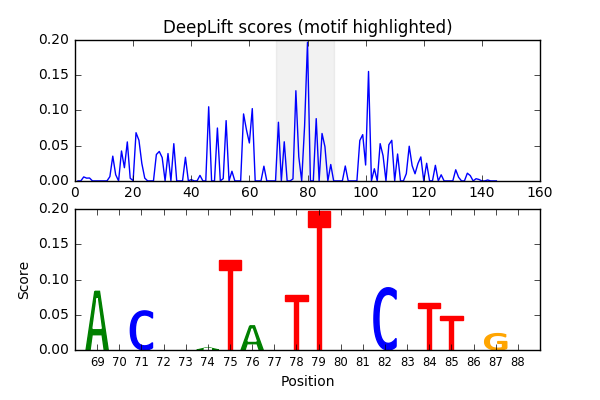 DeepLift scores (motif highlighted)
0.20
0.15
0.10
0.05
0.00
0 20 40 60 80 100 120 140 160
0.20
0.15
0.10
0.05
0.00
Score
A C A T A T T C T T G
69 70 71 72 73 74 75 76 77 78 79 80 81 82 83 84 85 86 87 88
Position